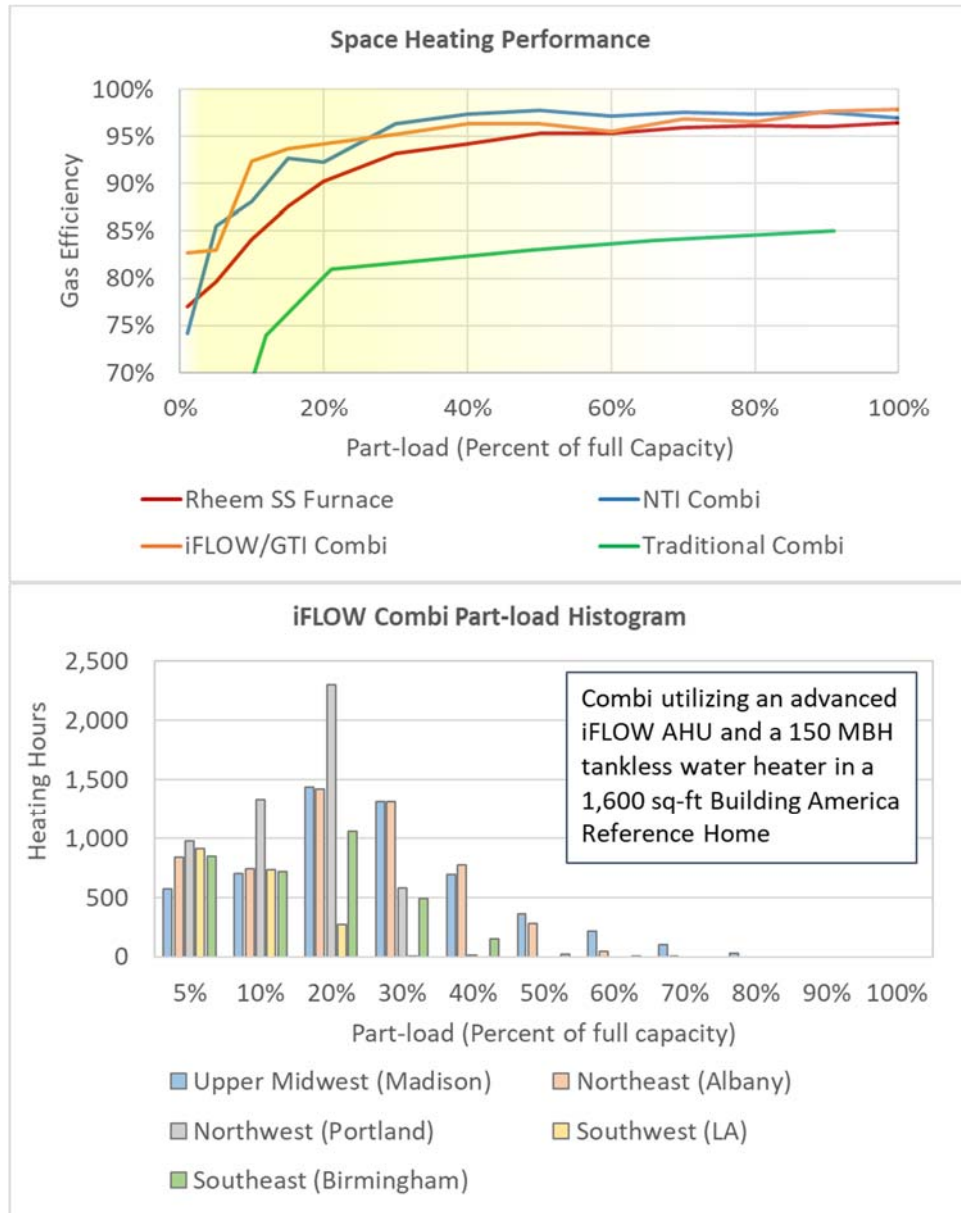 Space Heating Performance
100%
95%
90%
85%
80%
75%
70%
Gas Efficiency
0% 20% 40% 60% 80% 100%
Part-load (Percent of full Capacity)
Rheem SS Furnace NTI Combi
iFLOW/GTI Combi Traditional Combi
iFLOW Combi Part-load Histogram
2,500
2,000
1,500
1,000
500
0
Heating Hours
Combi utilizing an advanced
iFLOW AHU and a 150 MBH
tankless water heater in a
1,600 sq-ft Building America
Reference Home
5% 10% 20% 30% 40% 50% 60% 70% 80% 90% 100%
Part-load (Percent of full capacity)
Upper Midwest (Madison) Northeast (Albany)
Northwest (Portland) Southwest (LA)
Southeast (Birmingham)